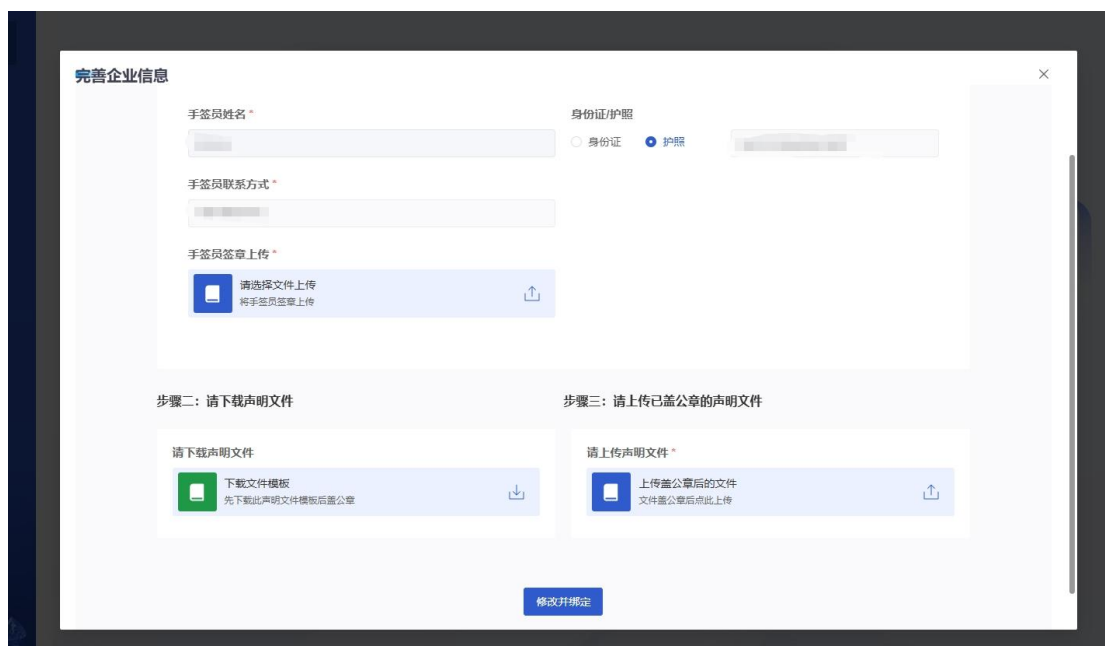 完善企业信息
手签员姓名 *
身份证/护照
身份证
护照
手签员联系方式 *
手签员签章上传 *
请选择文件上传
将手签员签章上传
步骤二：请下载声明文件
步骤三：请上传已盖公章的声明文件
请下载声明文件
请上传声明文件 *
下载文件模板
先下载此声明文件模板后盖公章
上传盖公章后的文件
文件盖公章后点此上传
修改并绑定